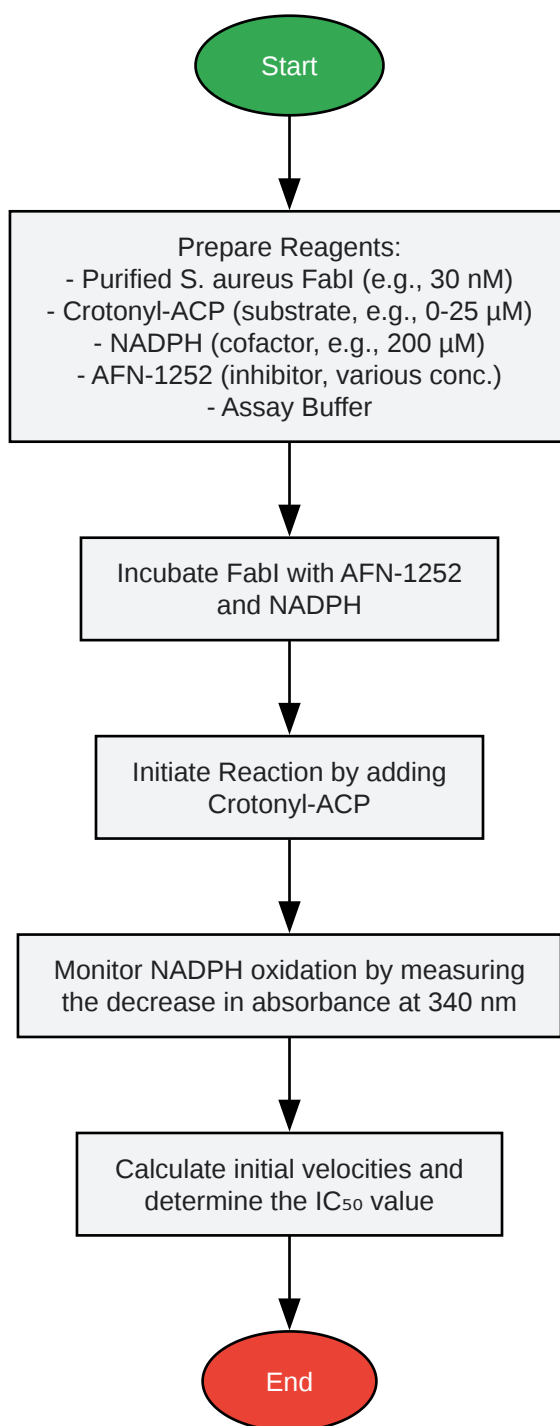 Start
Prepare Reagents:
- Purified S. aureus FabI (e.g., 30 nM)
- Crotonyl-ACP (substrate, e.g., 0-25 µM)
- NADPH (cofactor, e.g., 200 µM)
- AFN-1252 (inhibitor, various conc.)
- Assay Buffer
Incubate FabI with AFN-1252
and NADPH
Initiate Reaction by adding
Crotonyl-ACP
Monitor NADPH oxidation by measuring
the decrease in absorbance at 340 nm
Calculate initial velocities and
determine the IC₅₀ value
End